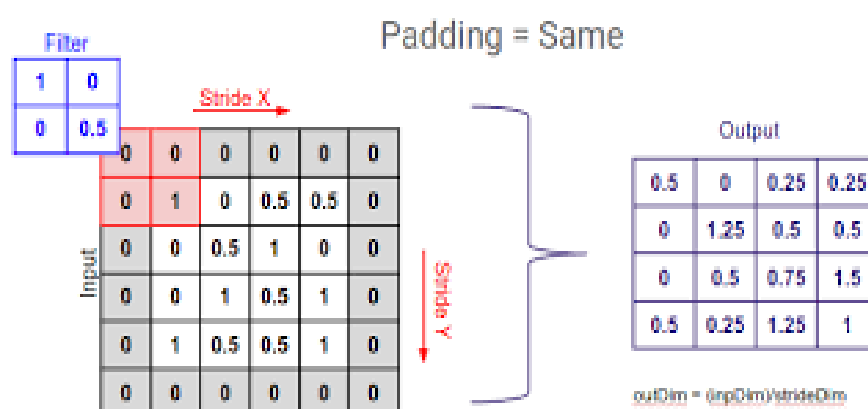 Padding = Same
Filter
1 0
0 0.5
Stride X
Input
0 0 0 0 0 0
0 1 0 0.5 0.5 0
0 0 0.5 1 0 0
0 0 1 0.5 1 0
0 1 0.5 0.5 1 0
0 0 0 0 0 0
Stride Y
Output
0.5 0 0.25 0.25
0 1.25 0.5 0.5
0 0.5 0.75 1.5
0.5 0.25 1.25 1
outDim = (inpDim)/strideDim